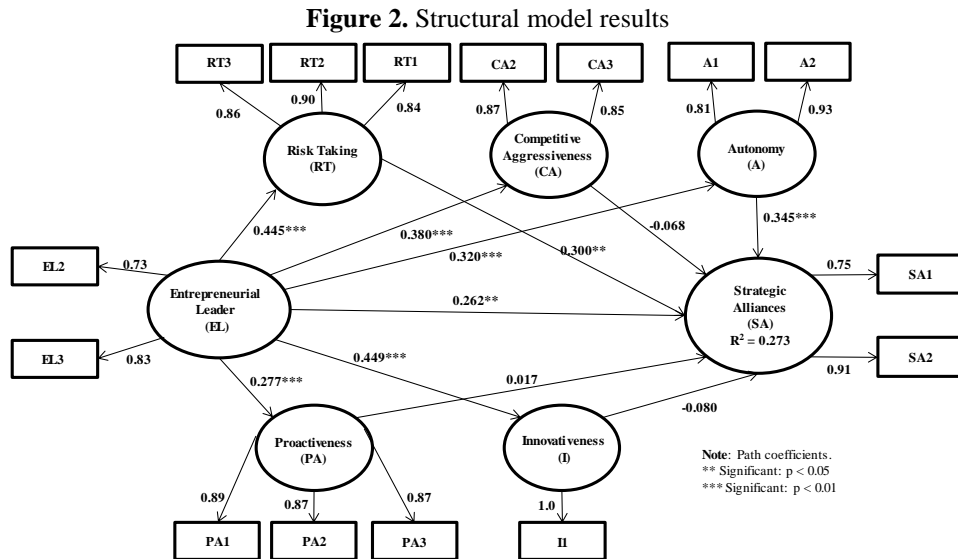 Figure 2. Structural model results
RT3
RT2
RT1
CA2
CA3
A1
A2
0.86
0.90
0.84
0.87
0.85
0.81
0.93
Risk Taking
(RT)
Competitive
Aggressiveness
(CA)
Autonomy
(A)
0.445***
0.380***
0.320***
0.300**
-0.068
0.345***
EL2
0.73
Entrepreneurial
Leader
(EL)
0.262**
Strategic
Alliances
(SA)
R² = 0.273
0.75
SA1
EL3
0.83
0.91
SA2
0.277***
0.449***
0.017
-0.080
Proactiveness
(PA)
Innovativeness
(I)
Note: Path coefficients.
** Significant: p < 0.05
*** Significant: p < 0.01
0.89
0.87
0.87
1.0
PA1
PA2
PA3
I1